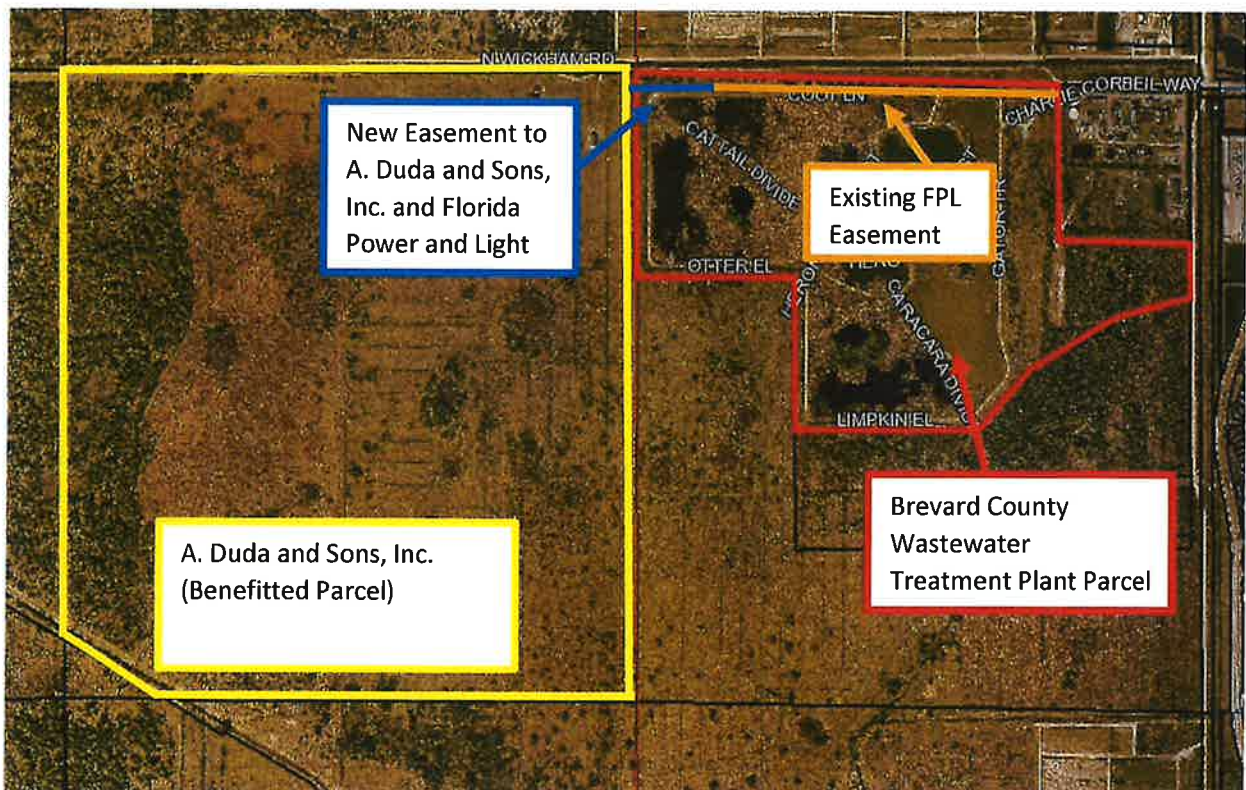 N WICKHAM RD
COOT LN
CHARLIE CORBEIL WAY
New Easement to
A. Duda and Sons,
Inc. and Florida
Power and Light
CATTAIL DIVIDE
Existing FPL
Easement
GATOR TR
OTTER EL
CARACARA
LIMPKIN EL
Brevard County
Wastewater
Treatment Plant Parcel
A. Duda and Sons, Inc.
(Benefitted Parcel)